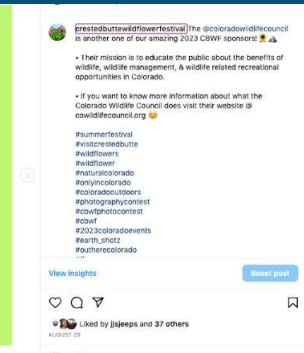 crestedbuttewildflowerfestival The @coloradowildlifecouncil
is another one of our amazing 2023 CBWF sponsors! 🌻⛰️
• Their mission is to educate the public about the benefits of
wildlife, wildlife management, & wildlife related recreational
opportunities in Colorado.
• If you want to know more information about what the
Colorado Wildlife Council does visit their website @
cowildlifecouncil.org 😊
#summerfestival
#visitcrestedbutte
#wildflowers
#wildflower
#naturalcolorado
#onlyincolorado
#coloradooutdoors
#photographycontest
#cbwfphotocontest
#cbwf
#2023coloradoevents
#earth_shotz
#outherecolorado
View insights
Boost post
Liked by jjsjeeps and 37 others
AUGUST 29